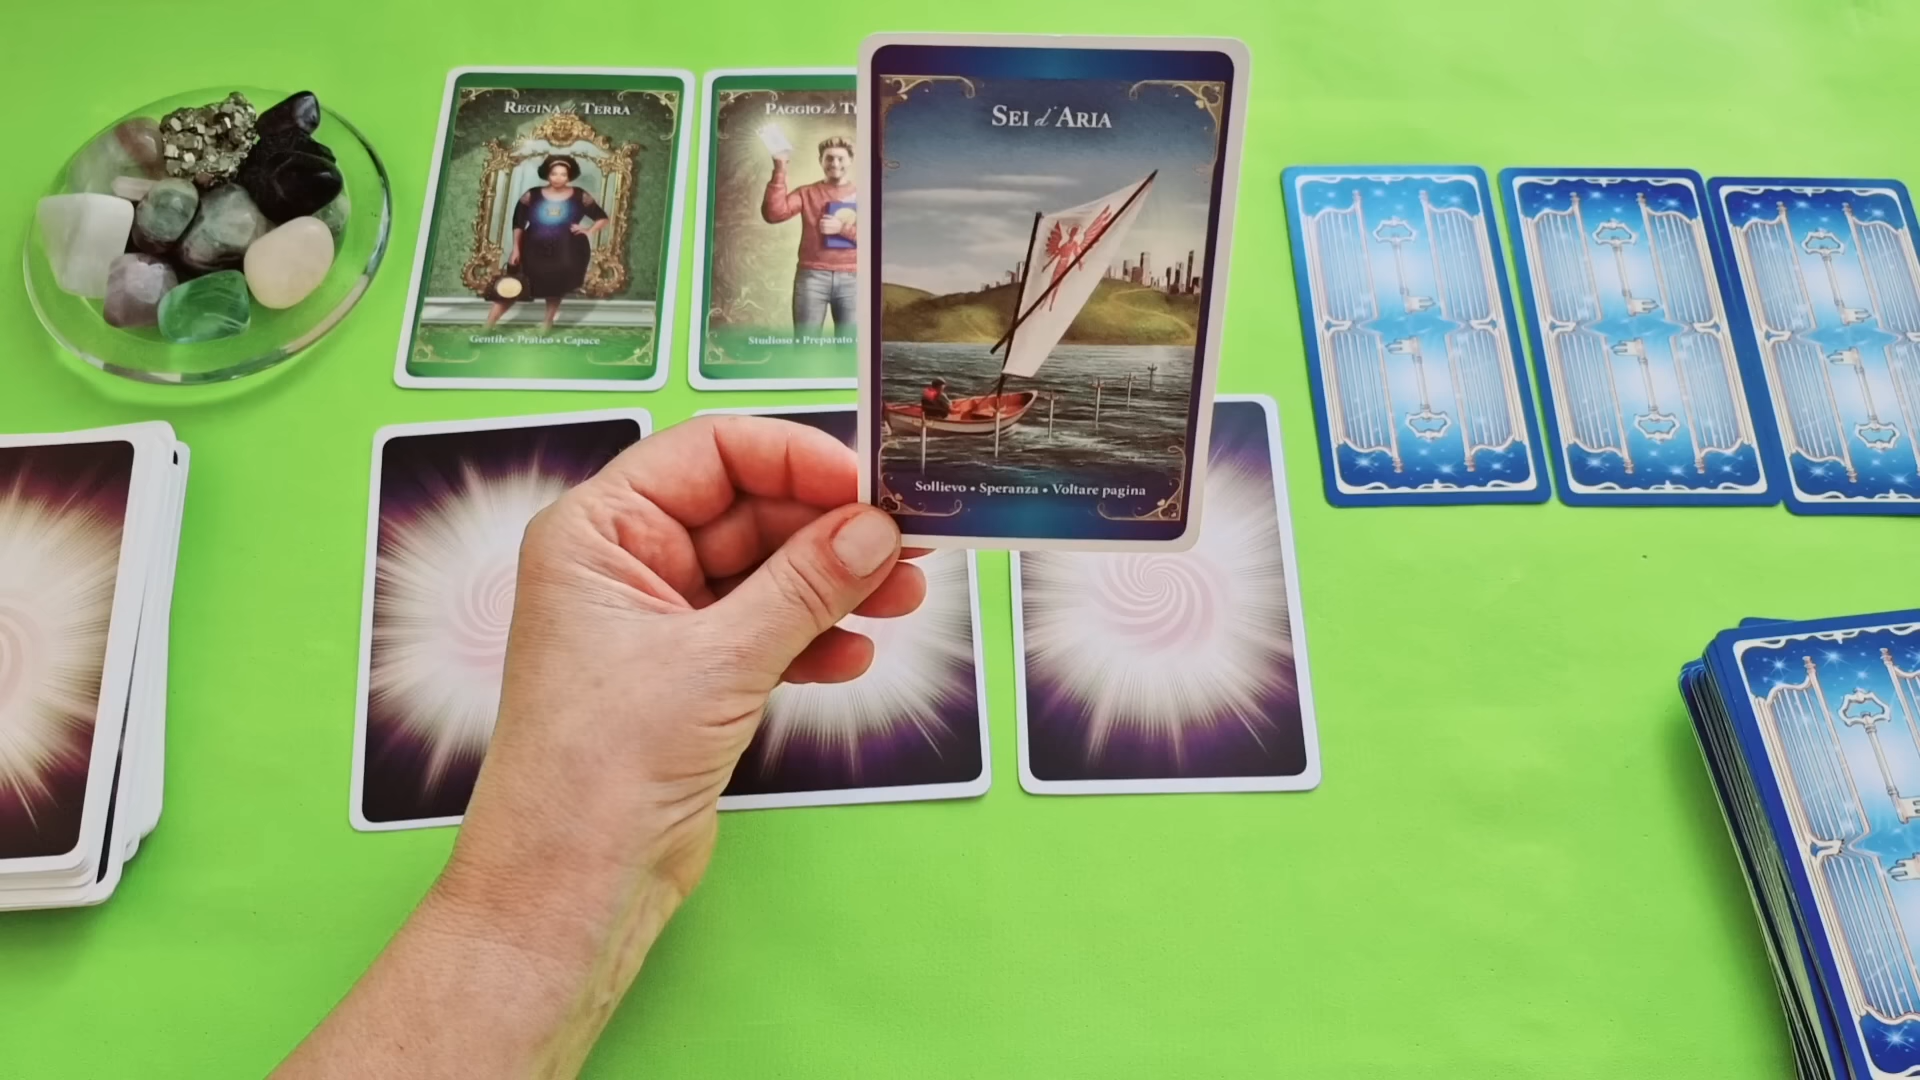 REGINA di TERRA
Gentile • Pratico • Capace
PAGGIO di
Studioso • Preparato
SEI d'ARIA
Sollievo • Speranza • Voltare pagina